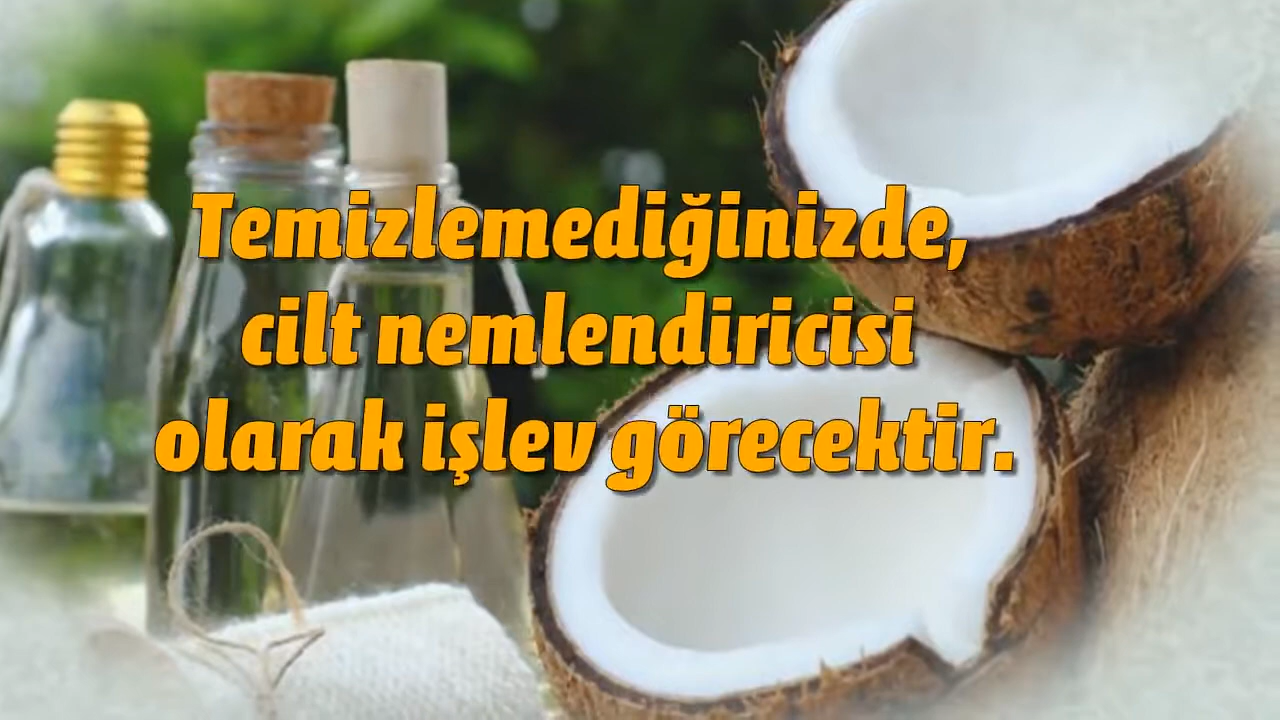 Temizlemediğinizde,
cilt nemlendiricisi
olarak işlev görecektir.